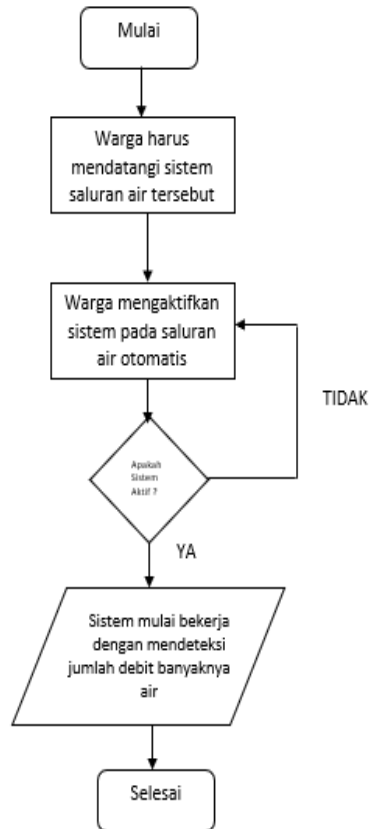 Mulai
Warga harus
mendatangi sistem
saluran air tersebut
Warga mengaktifkan
sistem pada saluran
air otomatis
TIDAK
Apakah
Sistem
Aktif ?
YA
Sistem mulai bekerja
dengan mendeteksi
jumlah debit banyaknya
air
Selesai